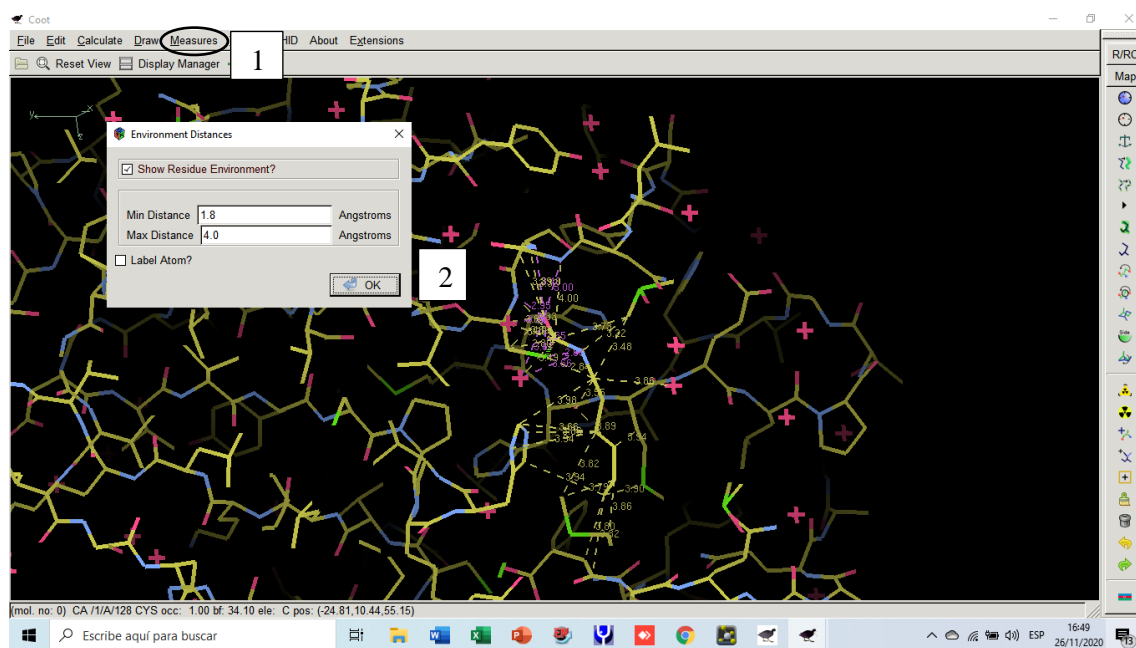 Coot
File Edit Calculate Draw Measures HID About Extensions
1
Reset View Display Manager
R/RC
Map
Environment Distances
Show Residue Environment?
Min Distance 1.8 Angstroms
Max Distance 4.0 Angstroms
Label Atom?
OK
2
4.00
3.48
3.86
3.98
3.89
3.82
3.86
Side
(mol. no: 0) CA /1/A/128 CYS occ: 1.00 bf: 34.10 ele: C pos: (-24.81,10.44,55.15)
Escribe aquí para buscar
ESP
16:49
26/11/2020
13